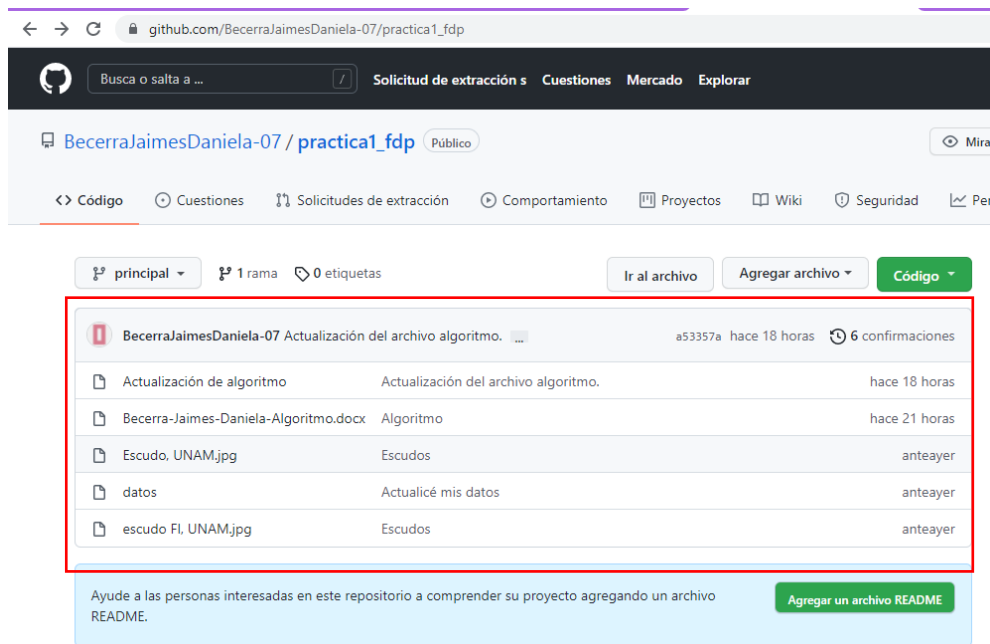 github.com/BecerraJaimesDaniela-07/practica1_fdp
Busca o salta a ... / Solicitud de extracción s Cuestiones Mercado Explorar
BecerraJaimesDaniela-07 / practica1_fdp Público Mira
<> Código Cuestiones Solicitudes de extracción Comportamiento Proyectos Wiki Seguridad Per
principal 1 rama 0 etiquetas Ir al archivo Agregar archivo Código
BecerraJaimesDaniela-07 Actualización del archivo algoritmo. ... a53357a hace 18 horas 6 confirmaciones
Actualización de algoritmo Actualización del archivo algoritmo. hace 18 horas
Becerra-Jaimes-Daniela-Algoritmo.docx Algoritmo hace 21 horas
Escudo, UNAM.jpg Escudos anteayer
datos Actualicé mis datos anteayer
escudo FI, UNAM.jpg Escudos anteayer
Ayude a las personas interesadas en este repositorio a comprender su proyecto agregando un archivo
README.
Agregar un archivo README